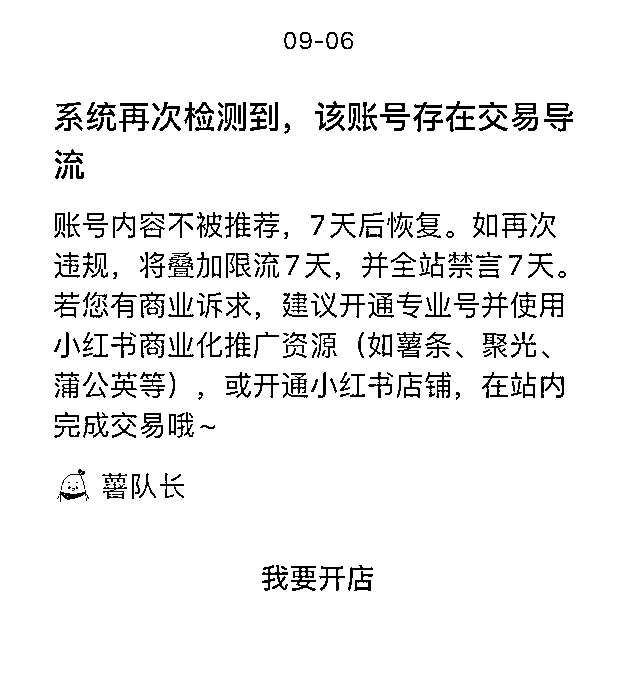 09-06
系统再次检测到，该账号存在交易导
流
账号内容不被推荐，7天后恢复。如再次
违规，将叠加限流7天，并全站禁言7天。
若您有商业诉求，建议开通专业号并使用
小红书商业化推广资源（如薯条、聚光、
蒲公英等），或开通小红书店铺，在站内
完成交易哦~
薯队长
我要开店